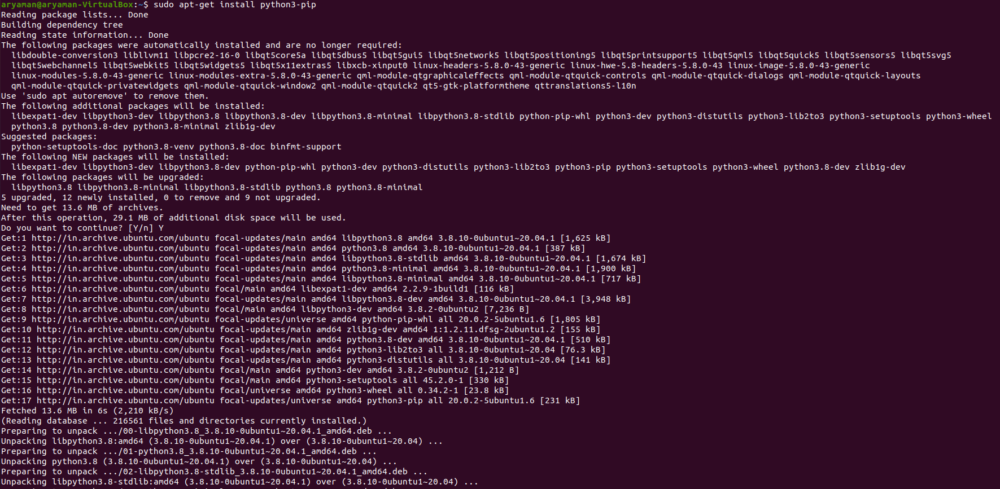 aryaman@aryaman-VirtualBox:~$ sudo apt-get install python3-pip
Reading package lists... Done
Building dependency tree
Reading state information... Done
The following packages were automatically installed and are no longer required:
  libdouble-conversion3 libllvm11 libpcre2-16-0 libqt5core5a libqt5dbus5 libqt5gui5 libqt5network5 libqt5positioning5 libqt5printsupport5 libqt5qml5 libqt5quick5 libqt5sensors5 libqt5svg5
  libqt5webchannel5 libqt5webkit5 libqt5widgets5 libqt5x11extras5 libxcb-xinput0 linux-headers-5.8.0-43-generic linux-hwe-5.8-headers-5.8.0-43 linux-image-5.8.0-43-generic
  linux-modules-5.8.0-43-generic linux-modules-extra-5.8.0-43-generic qml-module-qtgraphicaleffects qml-module-qtquick-controls qml-module-qtquick-dialogs qml-module-qtquick-layouts
  qml-module-qtquick-privatewidgets qml-module-qtquick-window2 qml-module-qtquick2 qt5-gtk-platformtheme qttranslations5-l10n
Use 'sudo apt autoremove' to remove them.
The following additional packages will be installed:
  libexpat1-dev libpython3-dev libpython3.8 libpython3.8-dev libpython3.8-minimal libpython3.8-stdlib python-pip-whl python3-dev python3-distutils python3-lib2to3 python3-setuptools python3-wheel
  python3.8 python3.8-dev python3.8-minimal zlib1g-dev
Suggested packages:
  python-setuptools-doc python3.8-venv python3.8-doc binfmt-support
The following NEW packages will be installed:
  libexpat1-dev libpython3-dev libpython3.8-dev python-pip-whl python3-dev python3-distutils python3-lib2to3 python3-pip python3-setuptools python3-wheel python3.8-dev zlib1g-dev
The following packages will be upgraded:
  libpython3.8 libpython3.8-minimal libpython3.8-stdlib python3.8 python3.8-minimal
5 upgraded, 12 newly installed, 0 to remove and 9 not upgraded.
Need to get 13.6 MB of archives.
After this operation, 29.1 MB of additional disk space will be used.
Do you want to continue? [Y/n] Y
Get:1 http://in.archive.ubuntu.com/ubuntu focal-updates/main amd64 libpython3.8 amd64 3.8.10-0ubuntu1~20.04.1 [1,625 kB]
Get:2 http://in.archive.ubuntu.com/ubuntu focal-updates/main amd64 python3.8 amd64 3.8.10-0ubuntu1~20.04.1 [387 kB]
Get:3 http://in.archive.ubuntu.com/ubuntu focal-updates/main amd64 libpython3.8-stdlib amd64 3.8.10-0ubuntu1~20.04.1 [1,674 kB]
Get:4 http://in.archive.ubuntu.com/ubuntu focal-updates/main amd64 python3.8-minimal amd64 3.8.10-0ubuntu1~20.04.1 [1,900 kB]
Get:5 http://in.archive.ubuntu.com/ubuntu focal-updates/main amd64 libpython3.8-minimal amd64 3.8.10-0ubuntu1~20.04.1 [717 kB]
Get:6 http://in.archive.ubuntu.com/ubuntu focal/main amd64 libexpat1-dev amd64 2.2.9-1build1 [116 kB]
Get:7 http://in.archive.ubuntu.com/ubuntu focal-updates/main amd64 libpython3.8-dev amd64 3.8.10-0ubuntu1~20.04.1 [3,948 kB]
Get:8 http://in.archive.ubuntu.com/ubuntu focal/main amd64 libpython3-dev amd64 3.8.2-0ubuntu2 [7,236 B]
Get:9 http://in.archive.ubuntu.com/ubuntu focal-updates/universe amd64 python-pip-whl all 20.0.2-5ubuntu1.6 [1,805 kB]
Get:10 http://in.archive.ubuntu.com/ubuntu focal-updates/main amd64 zlib1g-dev amd64 1:1.2.11.dfsg-2ubuntu1.2 [155 kB]
Get:11 http://in.archive.ubuntu.com/ubuntu focal-updates/main amd64 python3.8-dev amd64 3.8.10-0ubuntu1~20.04.1 [510 kB]
Get:12 http://in.archive.ubuntu.com/ubuntu focal-updates/main amd64 python3-lib2to3 all 3.8.10-0ubuntu1~20.04 [76.3 kB]
Get:13 http://in.archive.ubuntu.com/ubuntu focal-updates/main amd64 python3-distutils all 3.8.10-0ubuntu1~20.04 [141 kB]
Get:14 http://in.archive.ubuntu.com/ubuntu focal/main amd64 python3-dev amd64 3.8.2-0ubuntu2 [1,212 B]
Get:15 http://in.archive.ubuntu.com/ubuntu focal/main amd64 python3-setuptools all 45.2.0-1 [330 kB]
Get:16 http://in.archive.ubuntu.com/ubuntu focal/universe amd64 python3-wheel all 0.34.2-1 [23.8 kB]
Get:17 http://in.archive.ubuntu.com/ubuntu focal-updates/universe amd64 python3-pip all 20.0.2-5ubuntu1.6 [231 kB]
Fetched 13.6 MB in 6s (2,210 kB/s)
(Reading database ... 216561 files and directories currently installed.)
Preparing to unpack .../00-libpython3.8_3.8.10-0ubuntu1~20.04.1_amd64.deb ...
Unpacking libpython3.8:amd64 (3.8.10-0ubuntu1~20.04.1) over (3.8.10-0ubuntu1~20.04) ...
Preparing to unpack .../01-python3.8_3.8.10-0ubuntu1~20.04.1_amd64.deb ...
Unpacking python3.8 (3.8.10-0ubuntu1~20.04.1) over (3.8.10-0ubuntu1~20.04) ...
Preparing to unpack .../02-libpython3.8-stdlib_3.8.10-0ubuntu1~20.04.1_amd64.deb ...
Unpacking libpython3.8-stdlib:amd64 (3.8.10-0ubuntu1~20.04.1) over (3.8.10-0ubuntu1~20.04) ...